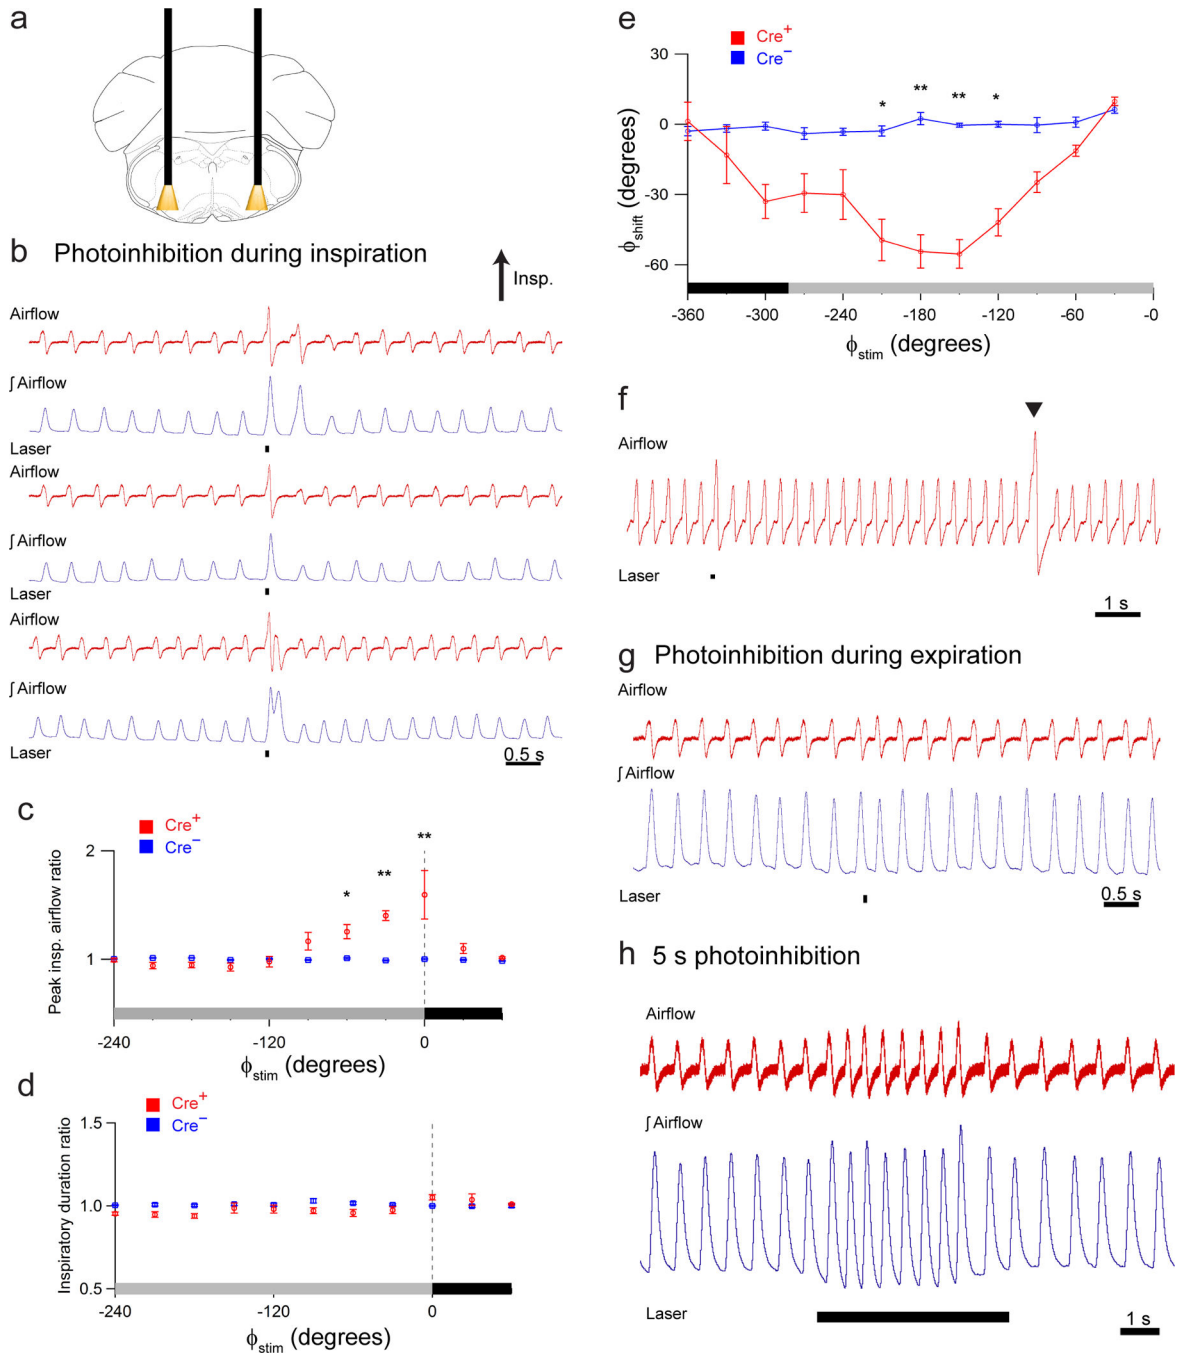 a
b Photoinhibition during inspiration
Insp.
Airflow
∫ Airflow
Laser
Airflow
∫ Airflow
Laser
Airflow
∫ Airflow
Laser
0.5 s
c
Cre+
Cre−
Peak insp. airflow ratio
2
1
*
**
**
-240
-120
0
ϕstim (degrees)
d
Cre+
Cre−
Inspiratory duration ratio
1.5
1.0
0.5
-240
-120
0
ϕstim (degrees)
e
Cre+
Cre−
ϕshift (degrees)
30
0
-30
-60
*
**
**
*
-360
-300
-240
-180
-120
-60
-0
ϕstim (degrees)
f
Airflow
Laser
1 s
g Photoinhibition during expiration
Airflow
∫ Airflow
Laser
0.5 s
h 5 s photoinhibition
Airflow
∫ Airflow
Laser
1 s